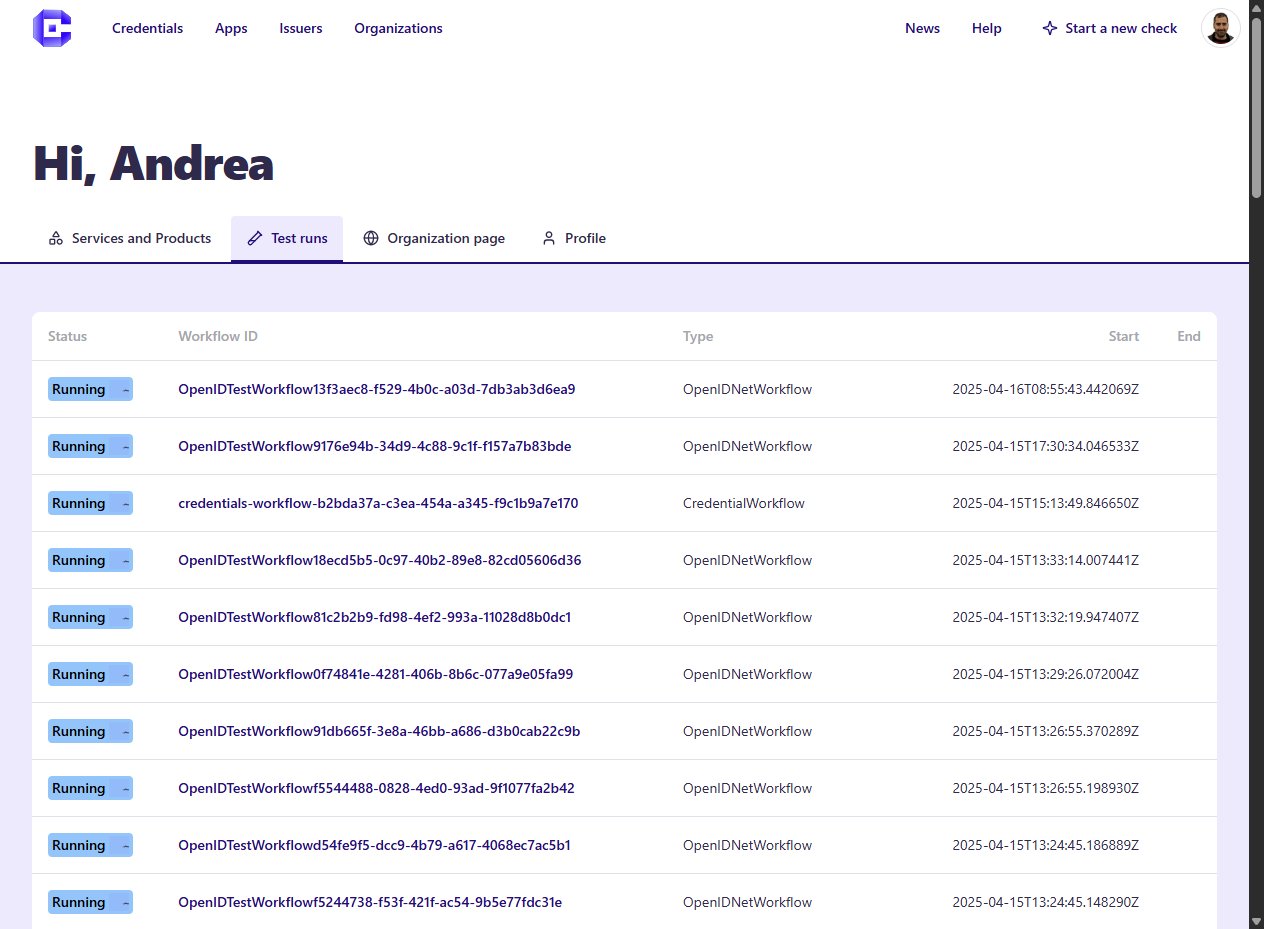 Credentials Apps Issuers Organizations News Help Start a new check
Hi, Andrea
Services and Products Test runs Organization page Profile
Status Workflow ID Type Start End
Running OpenIDTestWorkflow13f3aec8-f529-4b0c-a03d-7db3ab3d6ea9 OpenIDNetWorkflow 2025-04-16T08:55:43.442069Z
Running OpenIDTestWorkflow9176e94b-34d9-4c88-9c1f-f157a7b83bde OpenIDNetWorkflow 2025-04-15T17:30:34.046533Z
Running credentials-workflow-b2bda37a-c3ea-454a-a345-f9c1b9a7e170 CredentialWorkflow 2025-04-15T15:13:49.846650Z
Running OpenIDTestWorkflow18ecd5b5-0c97-40b2-89e8-82cd05606d36 OpenIDNetWorkflow 2025-04-15T13:33:14.007441Z
Running OpenIDTestWorkflow81c2b2b9-fd98-4ef2-993a-11028d8b0dc1 OpenIDNetWorkflow 2025-04-15T13:32:19.947407Z
Running OpenIDTestWorkflow0f74841e-4281-406b-8b6c-077a9e05fa99 OpenIDNetWorkflow 2025-04-15T13:29:26.072004Z
Running OpenIDTestWorkflow91db665f-3e8a-46bb-a686-d3b0cab22c9b OpenIDNetWorkflow 2025-04-15T13:26:55.370289Z
Running OpenIDTestWorkflowf5544488-0828-4ed0-93ad-9f1077fa2b42 OpenIDNetWorkflow 2025-04-15T13:26:55.198930Z
Running OpenIDTestWorkflowd54fe9f5-dcc9-4b79-a617-4068ec7ac5b1 OpenIDNetWorkflow 2025-04-15T13:24:45.186889Z
Running OpenIDTestWorkflowf5244738-f53f-421f-ac54-9b5e77fdc31e OpenIDNetWorkflow 2025-04-15T13:24:45.148290Z